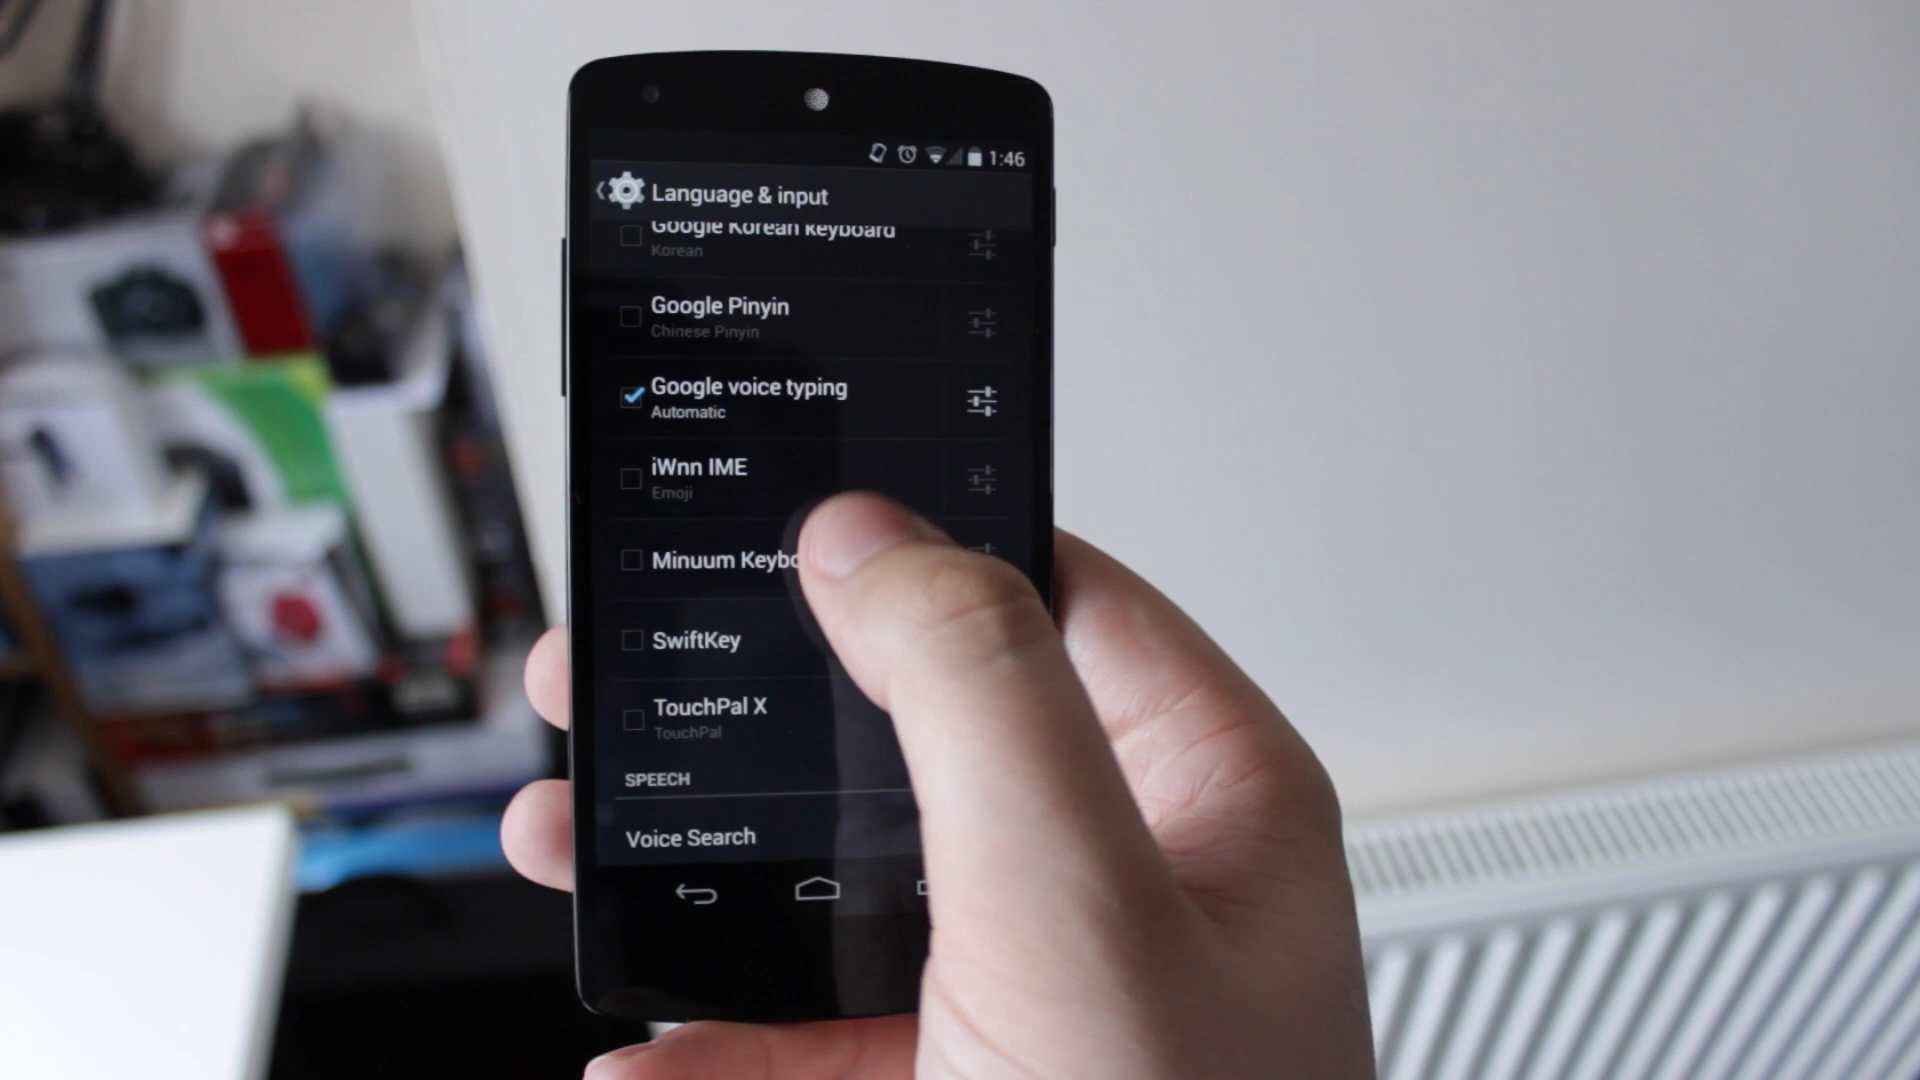 1:46
Language & input
Google Korean keyboard
Korean
Google Pinyin
Chinese Pinyin
Google voice typing
Automatic
iWnn IME
Emoji
Minuum
SwiftKey
TouchPal X
TouchPal
SPEECH
Voice Search